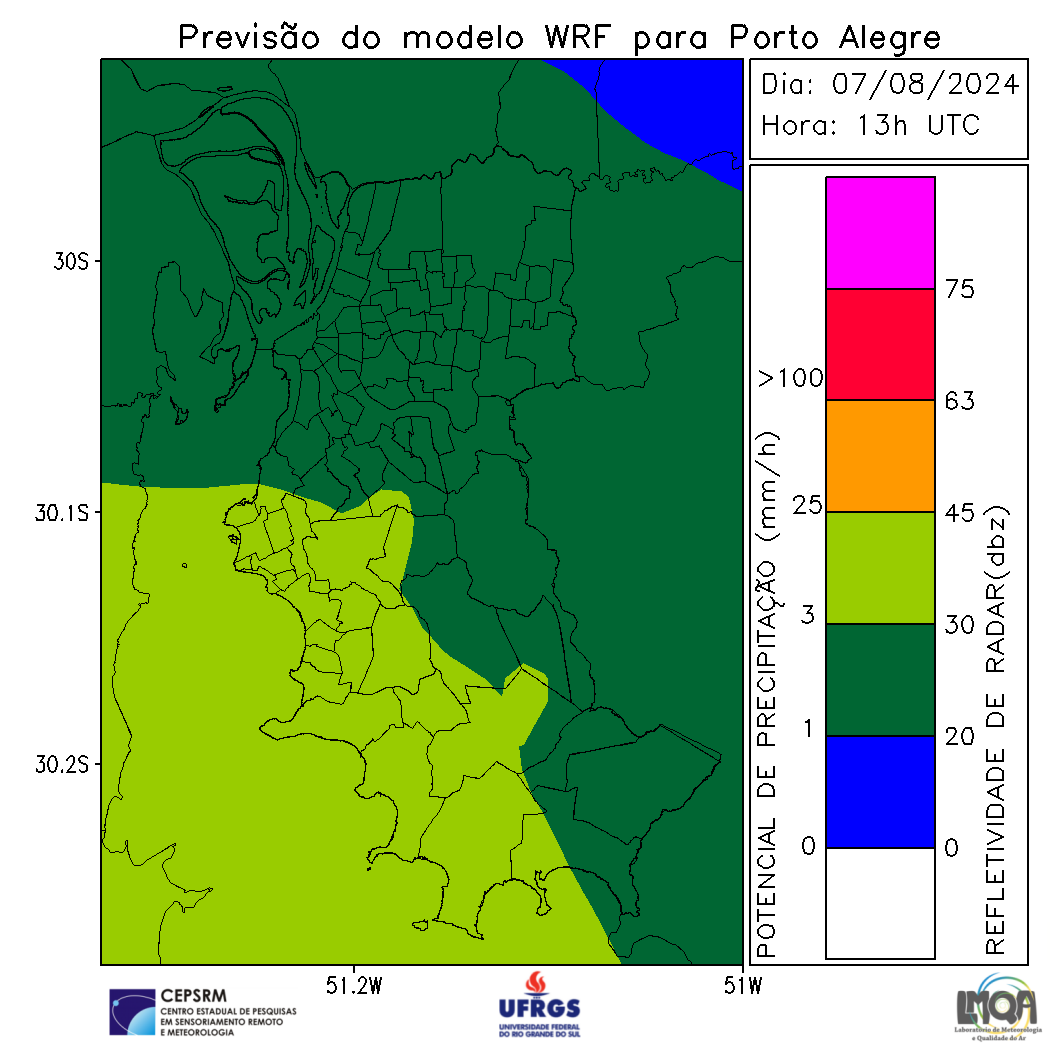 Previsão do modelo WRF para Porto Alegre
Dia: 07/08/2024
Hora: 13h UTC
30S
30.1S
30.2S
51.2W
51W
POTENCIAL DE PRECIPITAÇÃO (mm/h)
>100
25
3
1
0
75
63
45
30
20
0
REFLETIVIDADE DE RADAR(dbz)
CEPSRM
CENTRO ESTADUAL DE PESQUISAS
EM SENSORIAMENTO REMOTO
E METEOROLOGIA
UFRGS
UNIVERSIDADE FEDERAL
DO RIO GRANDE DO SUL
LMQA
Laboratório de Meteorologia
e Qualidade do Ar